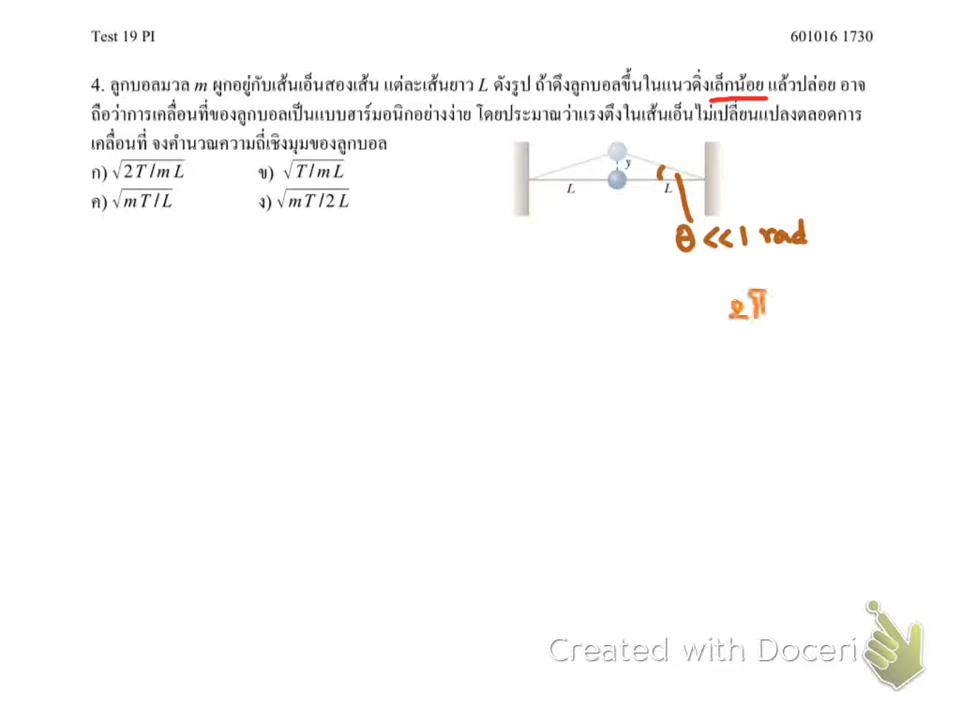 Test 19 PI 601016 1730
4. ลูกบอลมวล m ผูกอยู่กับเส้นเอ็นสองเส้น แต่ละเส้นยาว L ดังรูป ถ้าดึงลูกบอลขึ้นในแนวดิ่งเล็กน้อย แล้วปล่อย อาจ
ถือว่าการเคลื่อนที่ของลูกบอลเป็นแบบฮาร์มอนิกอย่างง่าย โดยประมาณว่าแรงตึงในเส้นเอ็นไม่เปลี่ยนแปลงตลอดการ
เคลื่อนที่ จงคำนวณความถี่เชิงมุมของลูกบอล
ก) √2T/mL ข) √T/mL
ค) √mT/L ง) √mT/2L
y
L L
θ << 1 rad
2π
Created with Doceri